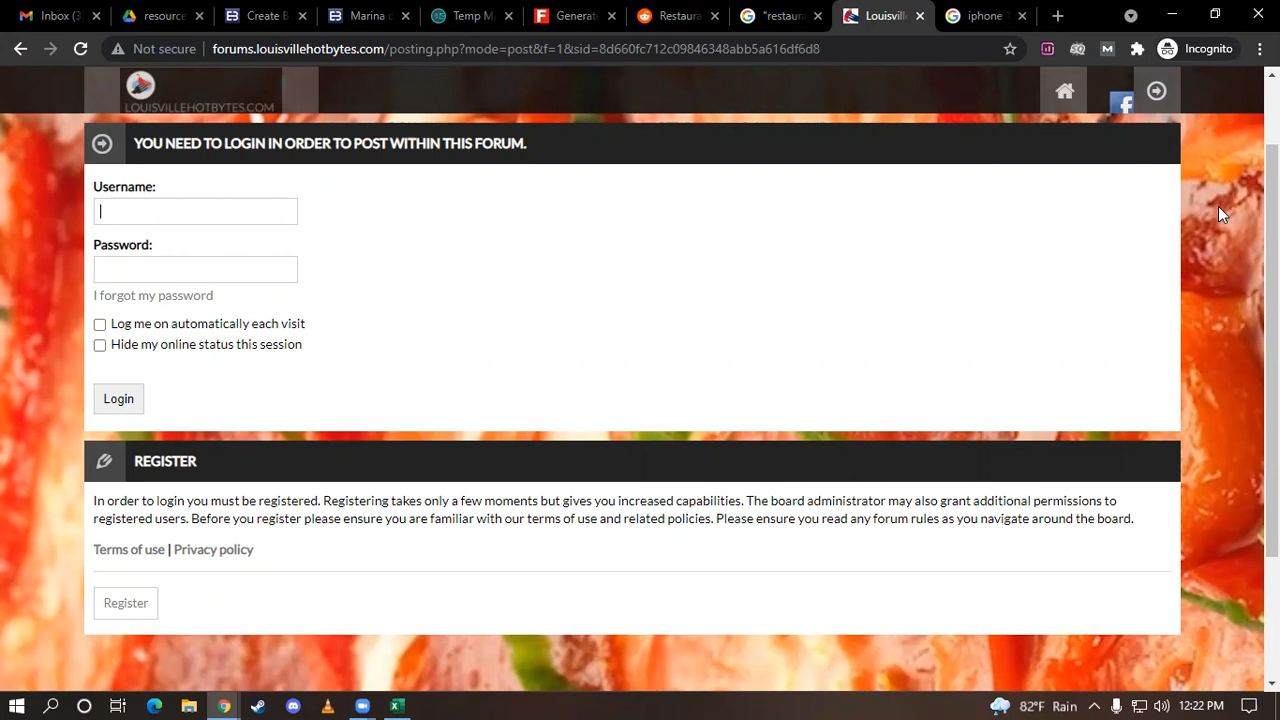 Inbox (3)
resource
Create B
Marina d
Temp M
Generate
Restaura
"restaura
Louisville
iphone
Not secure
forums.louisvillehotbytes.com/posting.php?mode=post&f=1&sid=8d660fc712c09846348abb5a616df6d8
Incognito
LOUISVILLEHOTBYTES.COM
YOU NEED TO LOGIN IN ORDER TO POST WITHIN THIS FORUM.
Username:
Password:
I forgot my password
Log me on automatically each visit
Hide my online status this session
Login
REGISTER
In order to login you must be registered. Registering takes only a few moments but gives you increased capabilities. The board administrator may also grant additional permissions to
registered users. Before you register please ensure you are familiar with our terms of use and related policies. Please ensure you read any forum rules as you navigate around the board.
Terms of use | Privacy policy
Register
82°F Rain
12:22 PM